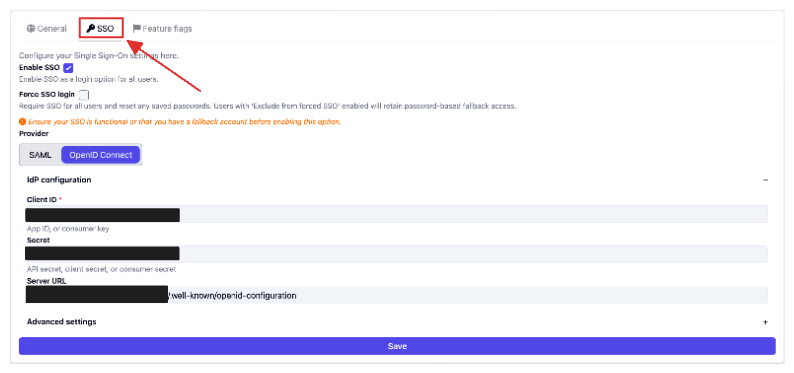 General SSO Feature flags
Configure your Single Sign-On settings here.
Enable SSO
Enable SSO as a login option for all users.
Force SSO login
Require SSO for all users and reset any saved passwords. Users with 'Exclude from forced SSO' enabled will retain password-based fallback access.
Ensure your SSO is functional or that you have a fallback account before enabling this option.
Provider
SAML OpenID Connect
IdP configuration −
Client ID *
App ID, or consumer key
Secret
API secret, client secret, or consumer secret
Server URL
/.well-known/openid-configuration
Advanced settings +
Save